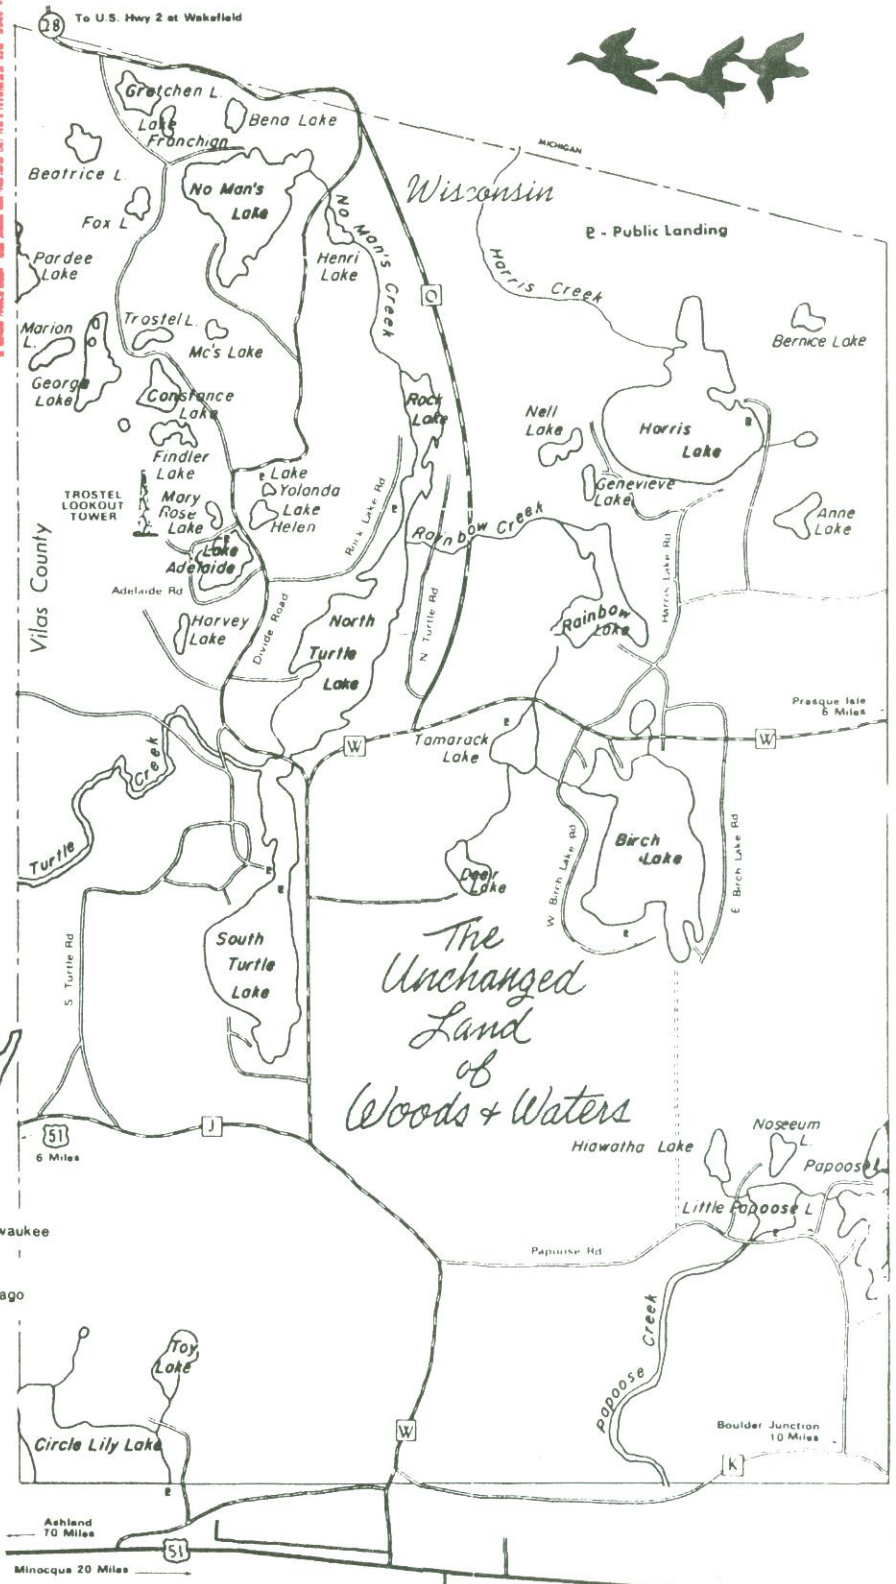 28
To U.S. Hwy 2 at Wakefield
Gretchen L.
Lake
Franchian
Bena Lake
MICHIGAN
Beatrice L.
No Man's
Lake
Wisconsin
Fox L
No Man's Creek
P - Public Landing
Pardee
Lake
Henri
Lake
Harris Creek
O
Marion
L.
Trostel L.
Mc's Lake
Bernice Lake
George
Lake
Constance
Lake
Rock
Lake
Nell
Lake
Harris
Lake
P
Findler
Lake
P
Lake
Yolanda
Lake
Helen
Genevieve
Lake
TROSTEL
LOOKOUT
TOWER
Mary
Rose
Lake
P
Rock Lake Rd
P
Rainbow Creek
Anne
Lake
Lake
Adelaide
Adelaide Rd
Vilas County
Harvey
Lake
Divide Road
North
Turtle
Lake
N Turtle Rd
Rainbow
Lake
Harris Lake Rd
Presque Isle
6 Miles
W
P
Tamarack
Lake
W
Turtle Creek
Birch
Lake
W Birch Lake Rd
E Birch Lake Rd
P
P
Deer
Lake
P
South
Turtle
Lake
S Turtle Rd
The
Unchanged
Land
of
Woods & Waters
51
6 Miles
J
Hiawatha Lake
Noseeum
L.
Papoose L
Little Papoose L
P
waukee
Papoose Rd
ago
Papoose Creek
Toy
Lake
Circle Lily Lake
P
W
Boulder Junction
10 Miles
K
Ashland
70 Miles
51
Minocqua 20 Miles